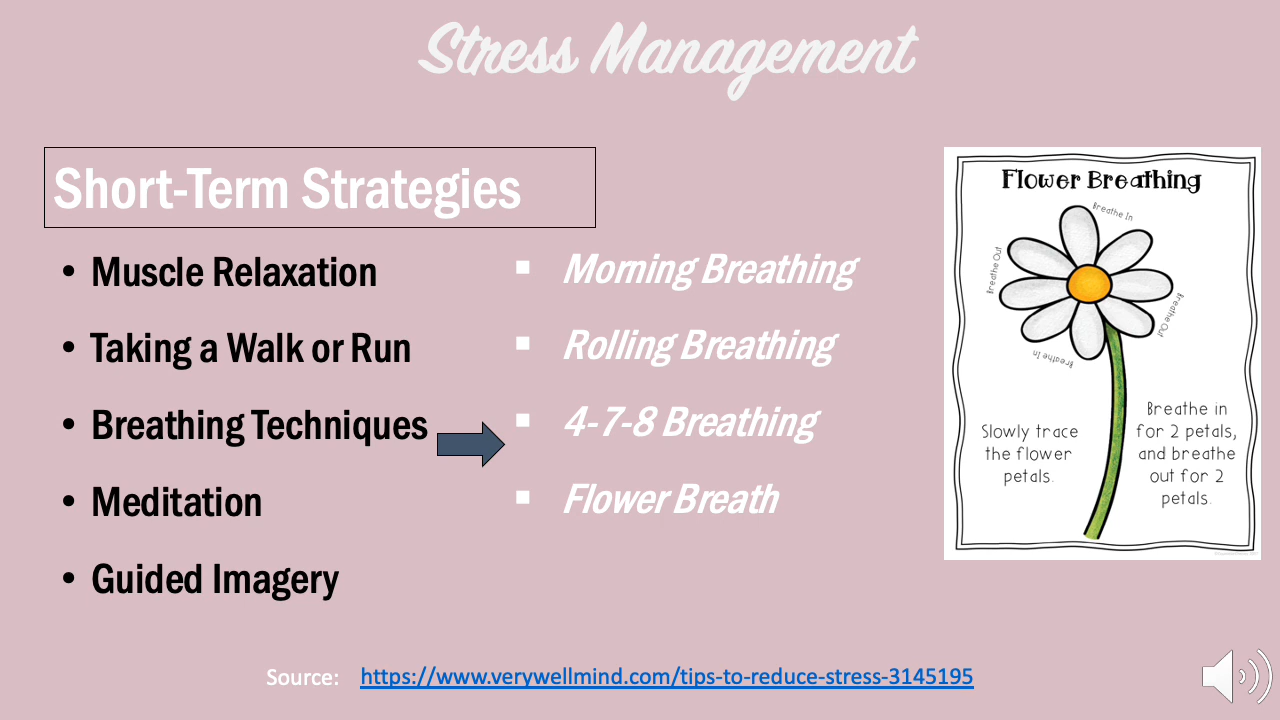 Stress Management
Short-Term Strategies
• Muscle Relaxation
• Taking a Walk or Run
• Breathing Techniques
• Meditation
• Guided Imagery
▪ Morning Breathing
▪ Rolling Breathing
▪ 4-7-8 Breathing
▪ Flower Breath
Flower Breathing
Breathe In
Breathe Out
Breathe In
Breathe Out
Slowly trace
the flower
petals.
Breathe in
for 2 petals,
and breathe
out for 2
petals.
Source: https://www.verywellmind.com/tips-to-reduce-stress-3145195